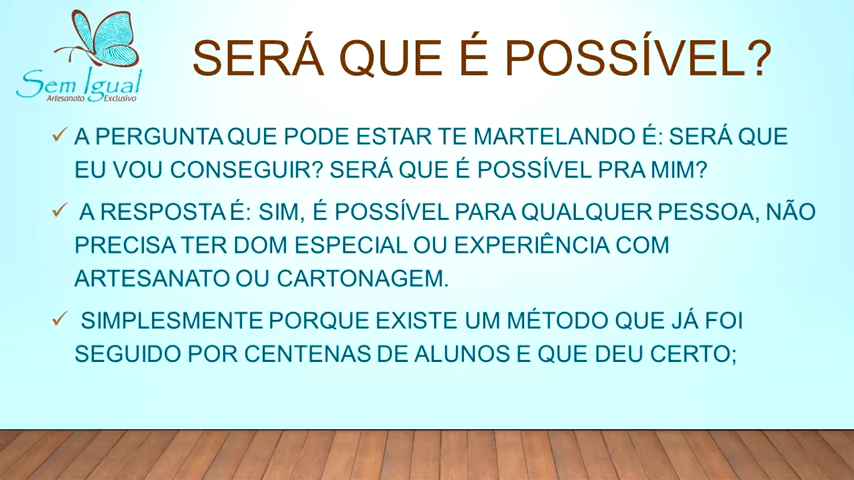 Sem Igual
Artesanato Exclusivo
SERÁ QUE É POSSÍVEL?
A PERGUNTA QUE PODE ESTAR TE MARTELANDO É: SERÁ QUE
EU VOU CONSEGUIR? SERÁ QUE É POSSÍVEL PRA MIM?
A RESPOSTA É: SIM, É POSSÍVEL PARA QUALQUER PESSOA, NÃO
PRECISA TER DOM ESPECIAL OU EXPERIÊNCIA COM
ARTESANATO OU CARTONAGEM.
SIMPLESMENTE PORQUE EXISTE UM MÉTODO QUE JÁ FOI
SEGUIDO POR CENTENAS DE ALUNOS E QUE DEU CERTO;